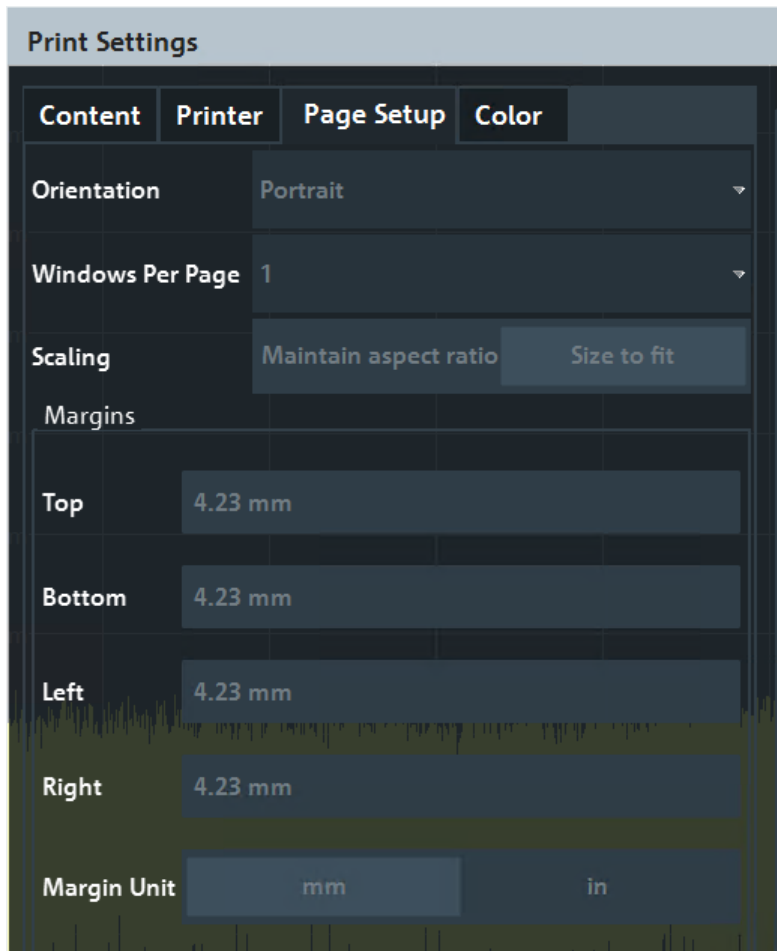 Print Settings
Content Printer Page Setup Color
Orientation Portrait
Windows Per Page 1
Scaling Maintain aspect ratio Size to fit
Margins
Top 4.23 mm
Bottom 4.23 mm
Left 4.23 mm
Right 4.23 mm
Margin Unit mm in